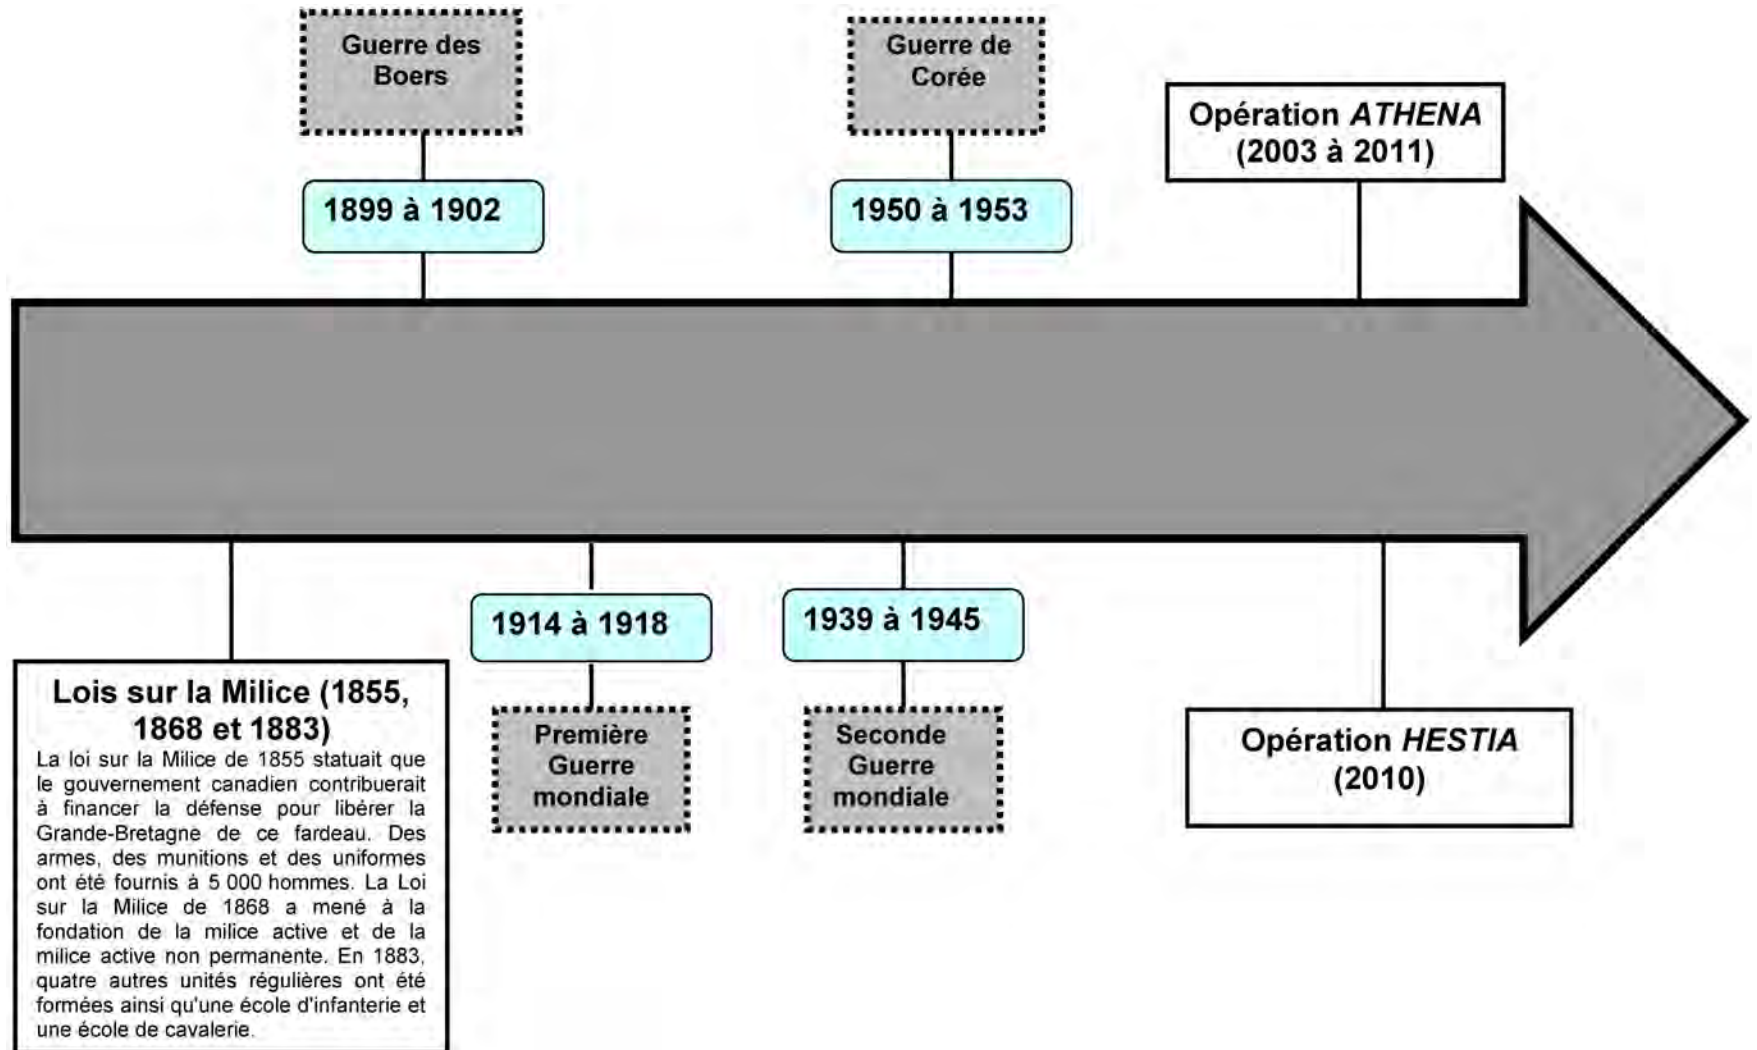 Guerre des
Boers
Guerre de
Corée
Opération ATHENA
(2003 à 2011)
1899 à 1902
1950 à 1953
1914 à 1918
1939 à 1945
Lois sur la Milice (1855,
1868 et 1883)
La loi sur la Milice de 1855 statuait que
le gouvernement canadien contribuerait
à financer la défense pour libérer la
Grande-Bretagne de ce fardeau. Des
armes, des munitions et des uniformes
ont été fournis à 5 000 hommes. La Loi
sur la Milice de 1868 a mené à la
fondation de la milice active et de la
milice active non permanente. En 1883,
quatre autres unités régulières ont été
formées ainsi qu'une école d'infanterie et
une école de cavalerie.
Première
Guerre
mondiale
Seconde
Guerre
mondiale
Opération HESTIA
(2010)